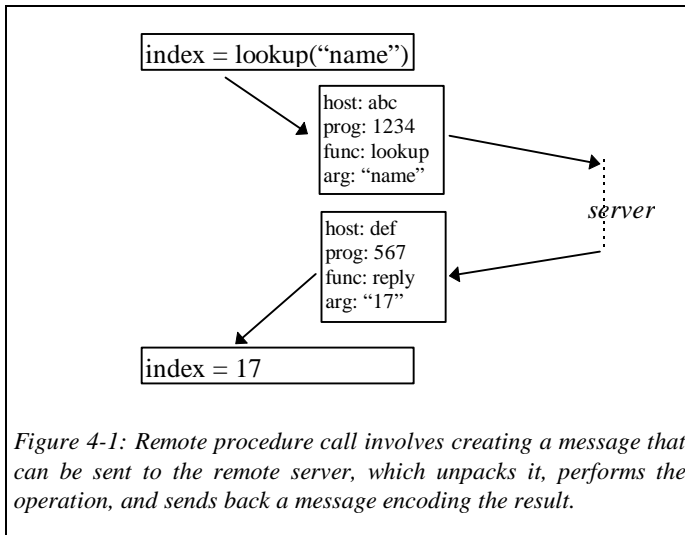 index = lookup(“name”)
host: abc
prog: 1234
func: lookup
arg: “name”
server
host: def
prog: 567
func: reply
arg: “17”
index = 17
Figure 4-1: Remote procedure call involves creating a message that
can be sent to the remote server, which unpacks it, performs the
operation, and sends back a message encoding the result.